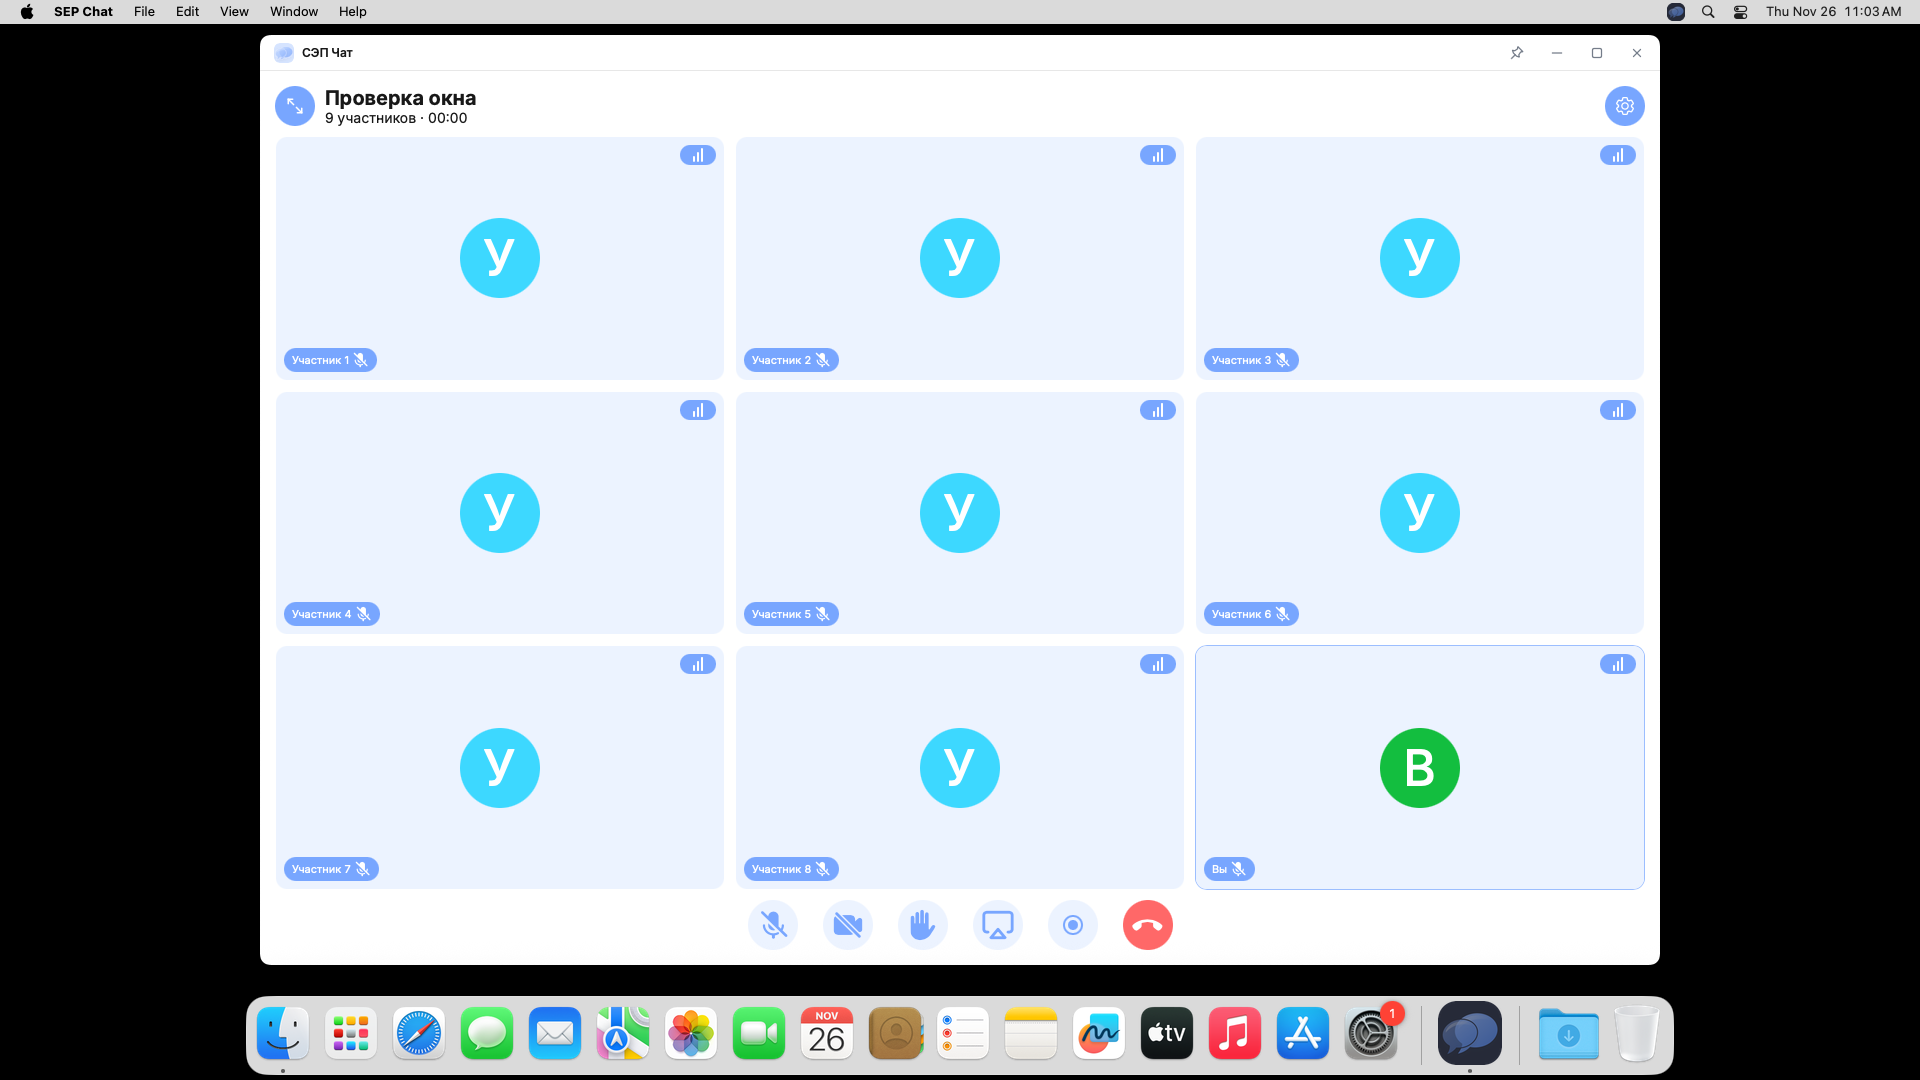 SEP Chat File Edit View Window Help Thu Nov 26 11:03 AM
СЭП Чат
Проверка окна
9 участников · 00:00
У
У
У
Участник 1
Участник 2
Участник 3
У
У
У
Участник 4
Участник 5
Участник 6
У
У
В
Участник 7
Участник 8
Вы
NOV
26
tv
1